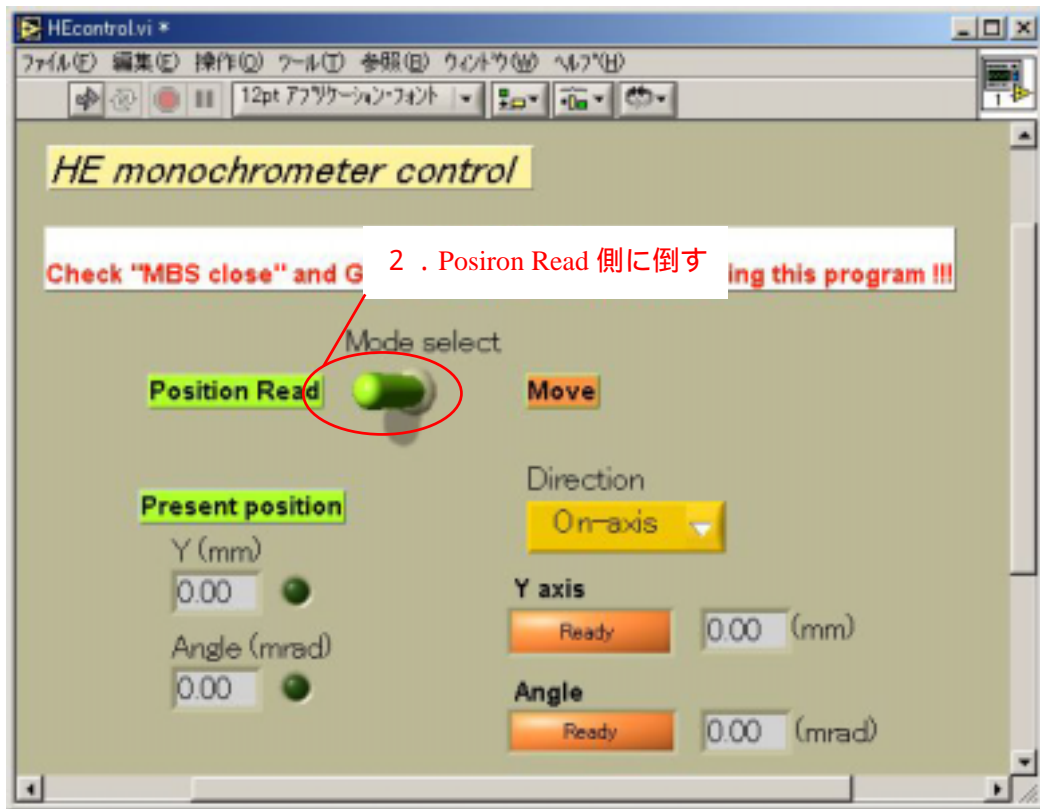 HEcontrol.vi *
ファイル(F) 編集(E) 操作(O) ツール(T) 参照(B) ウィンドウ(W) ヘルプ(H)
12pt アプリケーション・フォント
1
HE monochrometer control
２．Posiron Read 側に倒す
Check "MBS close" and G ing this program !!!
Mode select
Position Read Move
Direction
On-axis
Present position
Y (mm)
0.00
Y axis
Ready 0.00 (mm)
Angle (mrad)
0.00
Angle
Ready 0.00 (mrad)